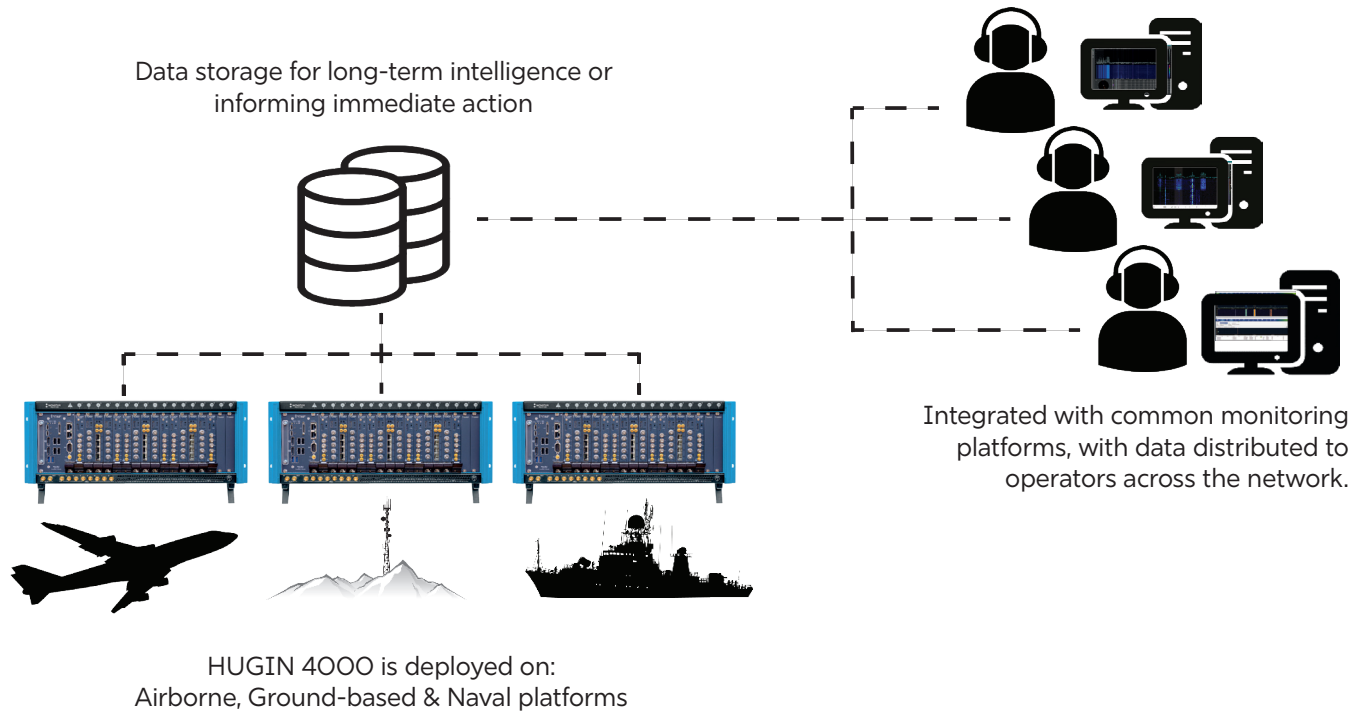 Data storage for long-term intelligence or
informing immediate action
Integrated with common monitoring
platforms, with data distributed to
operators across the network.
HUGIN 4000 is deployed on:
Airborne, Ground-based & Naval platforms